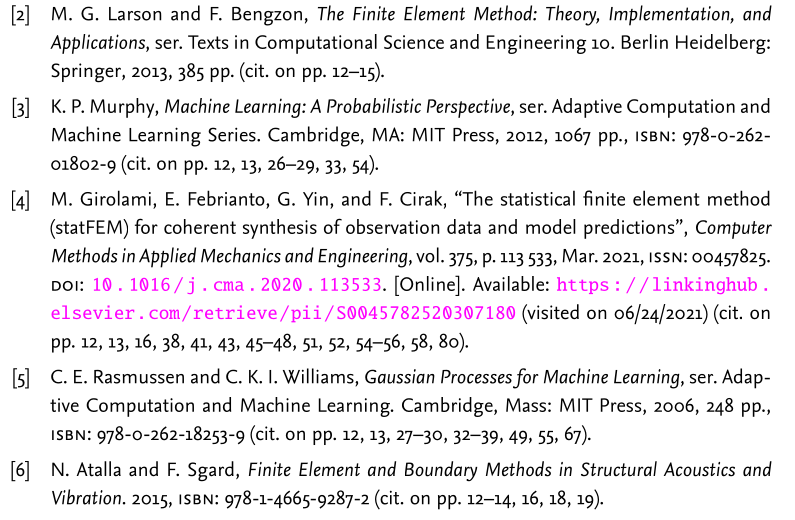 [2] M. G. Larson and F. Bengzon, The Finite Element Method: Theory, Implementation, and
Applications, ser. Texts in Computational Science and Engineering 10. Berlin Heidelberg:
Springer, 2013, 385 pp. (cit. on pp. 12–15).
[3] K. P. Murphy, Machine Learning: A Probabilistic Perspective, ser. Adaptive Computation and
Machine Learning Series. Cambridge, MA: MIT Press, 2012, 1067 pp., ISBN: 978-0-262-
01802-9 (cit. on pp. 12, 13, 26–29, 33, 54).
[4] M. Girolami, E. Febrianto, G. Yin, and F. Cirak, “The statistical finite element method
(statFEM) for coherent synthesis of observation data and model predictions”, Computer
Methods in Applied Mechanics and Engineering, vol. 375, p. 113 533, Mar. 2021, ISSN: 00457825.
DOI: 10.1016/j.cma.2020.113533. [Online]. Available: https://linkinghub.
elsevier.com/retrieve/pii/S0045782520307180 (visited on 06/24/2021) (cit. on
pp. 12, 13, 16, 38, 41, 43, 45–48, 51, 52, 54–56, 58, 80).
[5] C. E. Rasmussen and C. K. I. Williams, Gaussian Processes for Machine Learning, ser. Adap-
tive Computation and Machine Learning. Cambridge, Mass: MIT Press, 2006, 248 pp.,
ISBN: 978-0-262-18253-9 (cit. on pp. 12, 13, 27–30, 32–39, 49, 55, 67).
[6] N. Atalla and F. Sgard, Finite Element and Boundary Methods in Structural Acoustics and
Vibration. 2015, ISBN: 978-1-4665-9287-2 (cit. on pp. 12–14, 16, 18, 19).